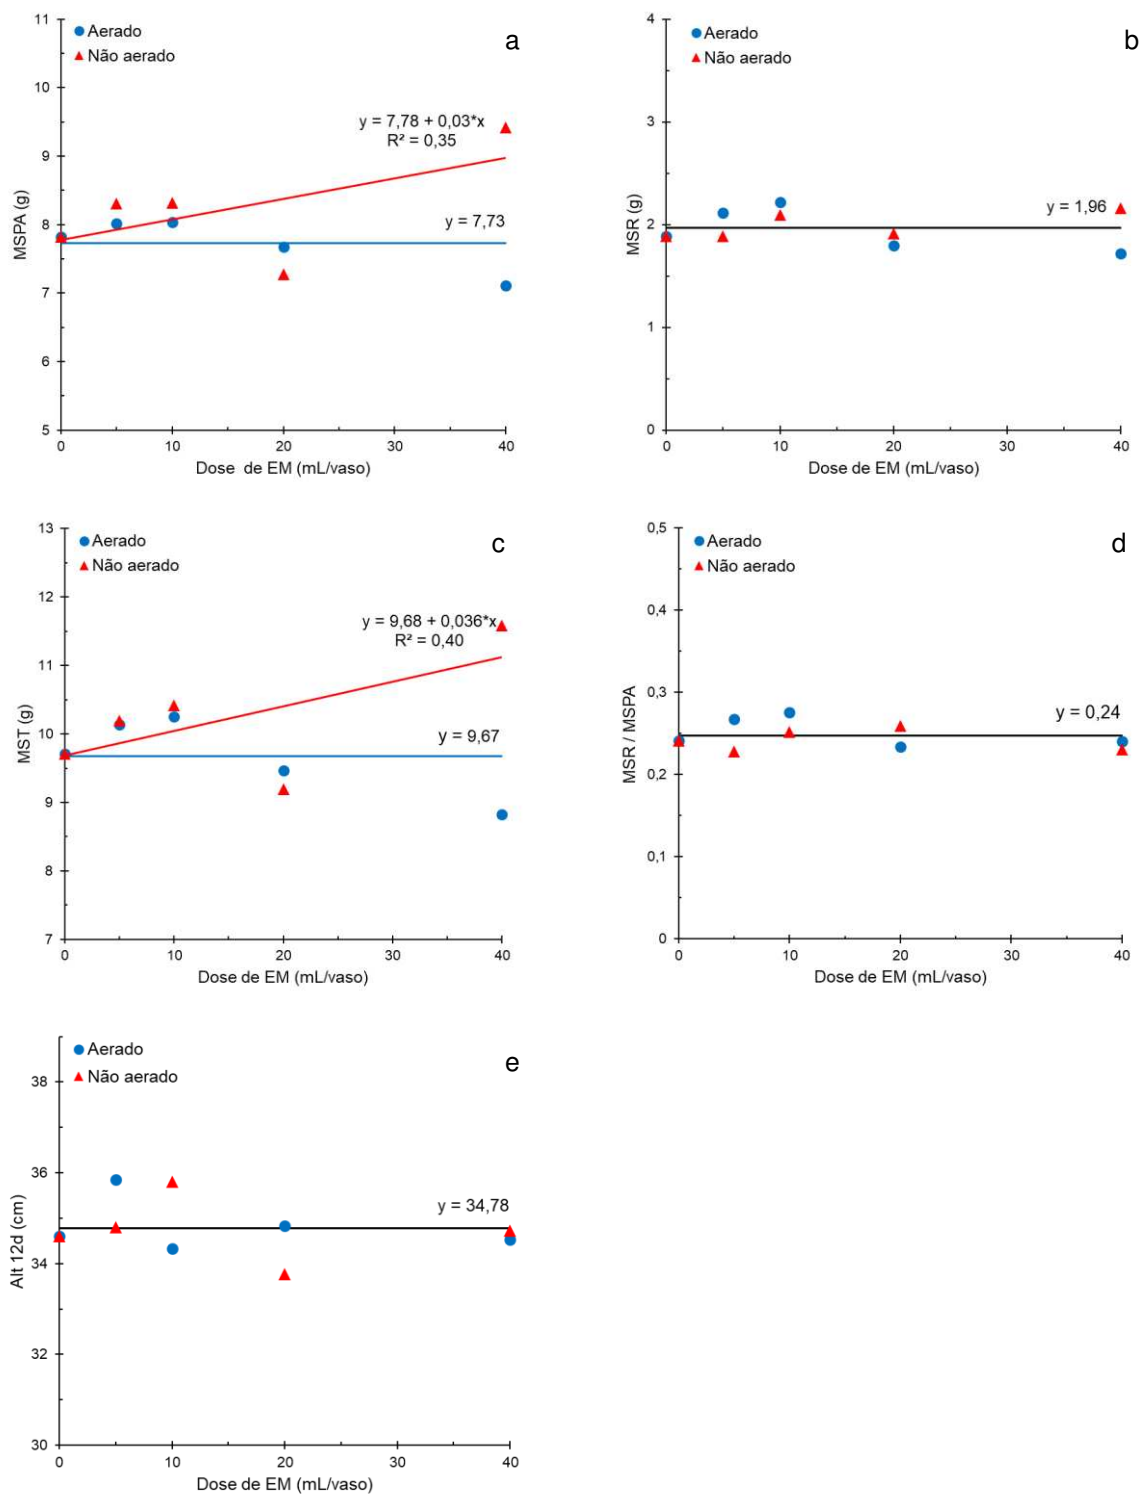 11
Aerado
Não aerado
a
10
y = 7,78 + 0,03*x
R² = 0,35
9
y = 7,73
8
7
6
5
MSPA (g)
0
10
20
30
40
Dose  de EM (mL/vaso)
4
Aerado
Não aerado
b
3
y = 1,96
2
1
0
MSR (g)
0
10
20
30
40
Dose de EM (mL/vaso)
13
Aerado
Não aerado
c
12
y = 9,68 + 0,036*x
R² = 0,40
11
y = 9,67
10
9
8
7
MST (g)
0
10
20
30
40
Dose de EM (mL/vaso)
0,5
Aerado
Não aerado
d
0,4
0,3
y = 0,24
0,2
0,1
0
MSR / MSPA
0
10
20
30
40
Dose de EM (mL/vaso)
Aerado
Não aerado
e
38
36
y = 34,78
34
32
30
Alt 12d (cm)
0
10
20
30
40
Dose de EM (mL/vaso)